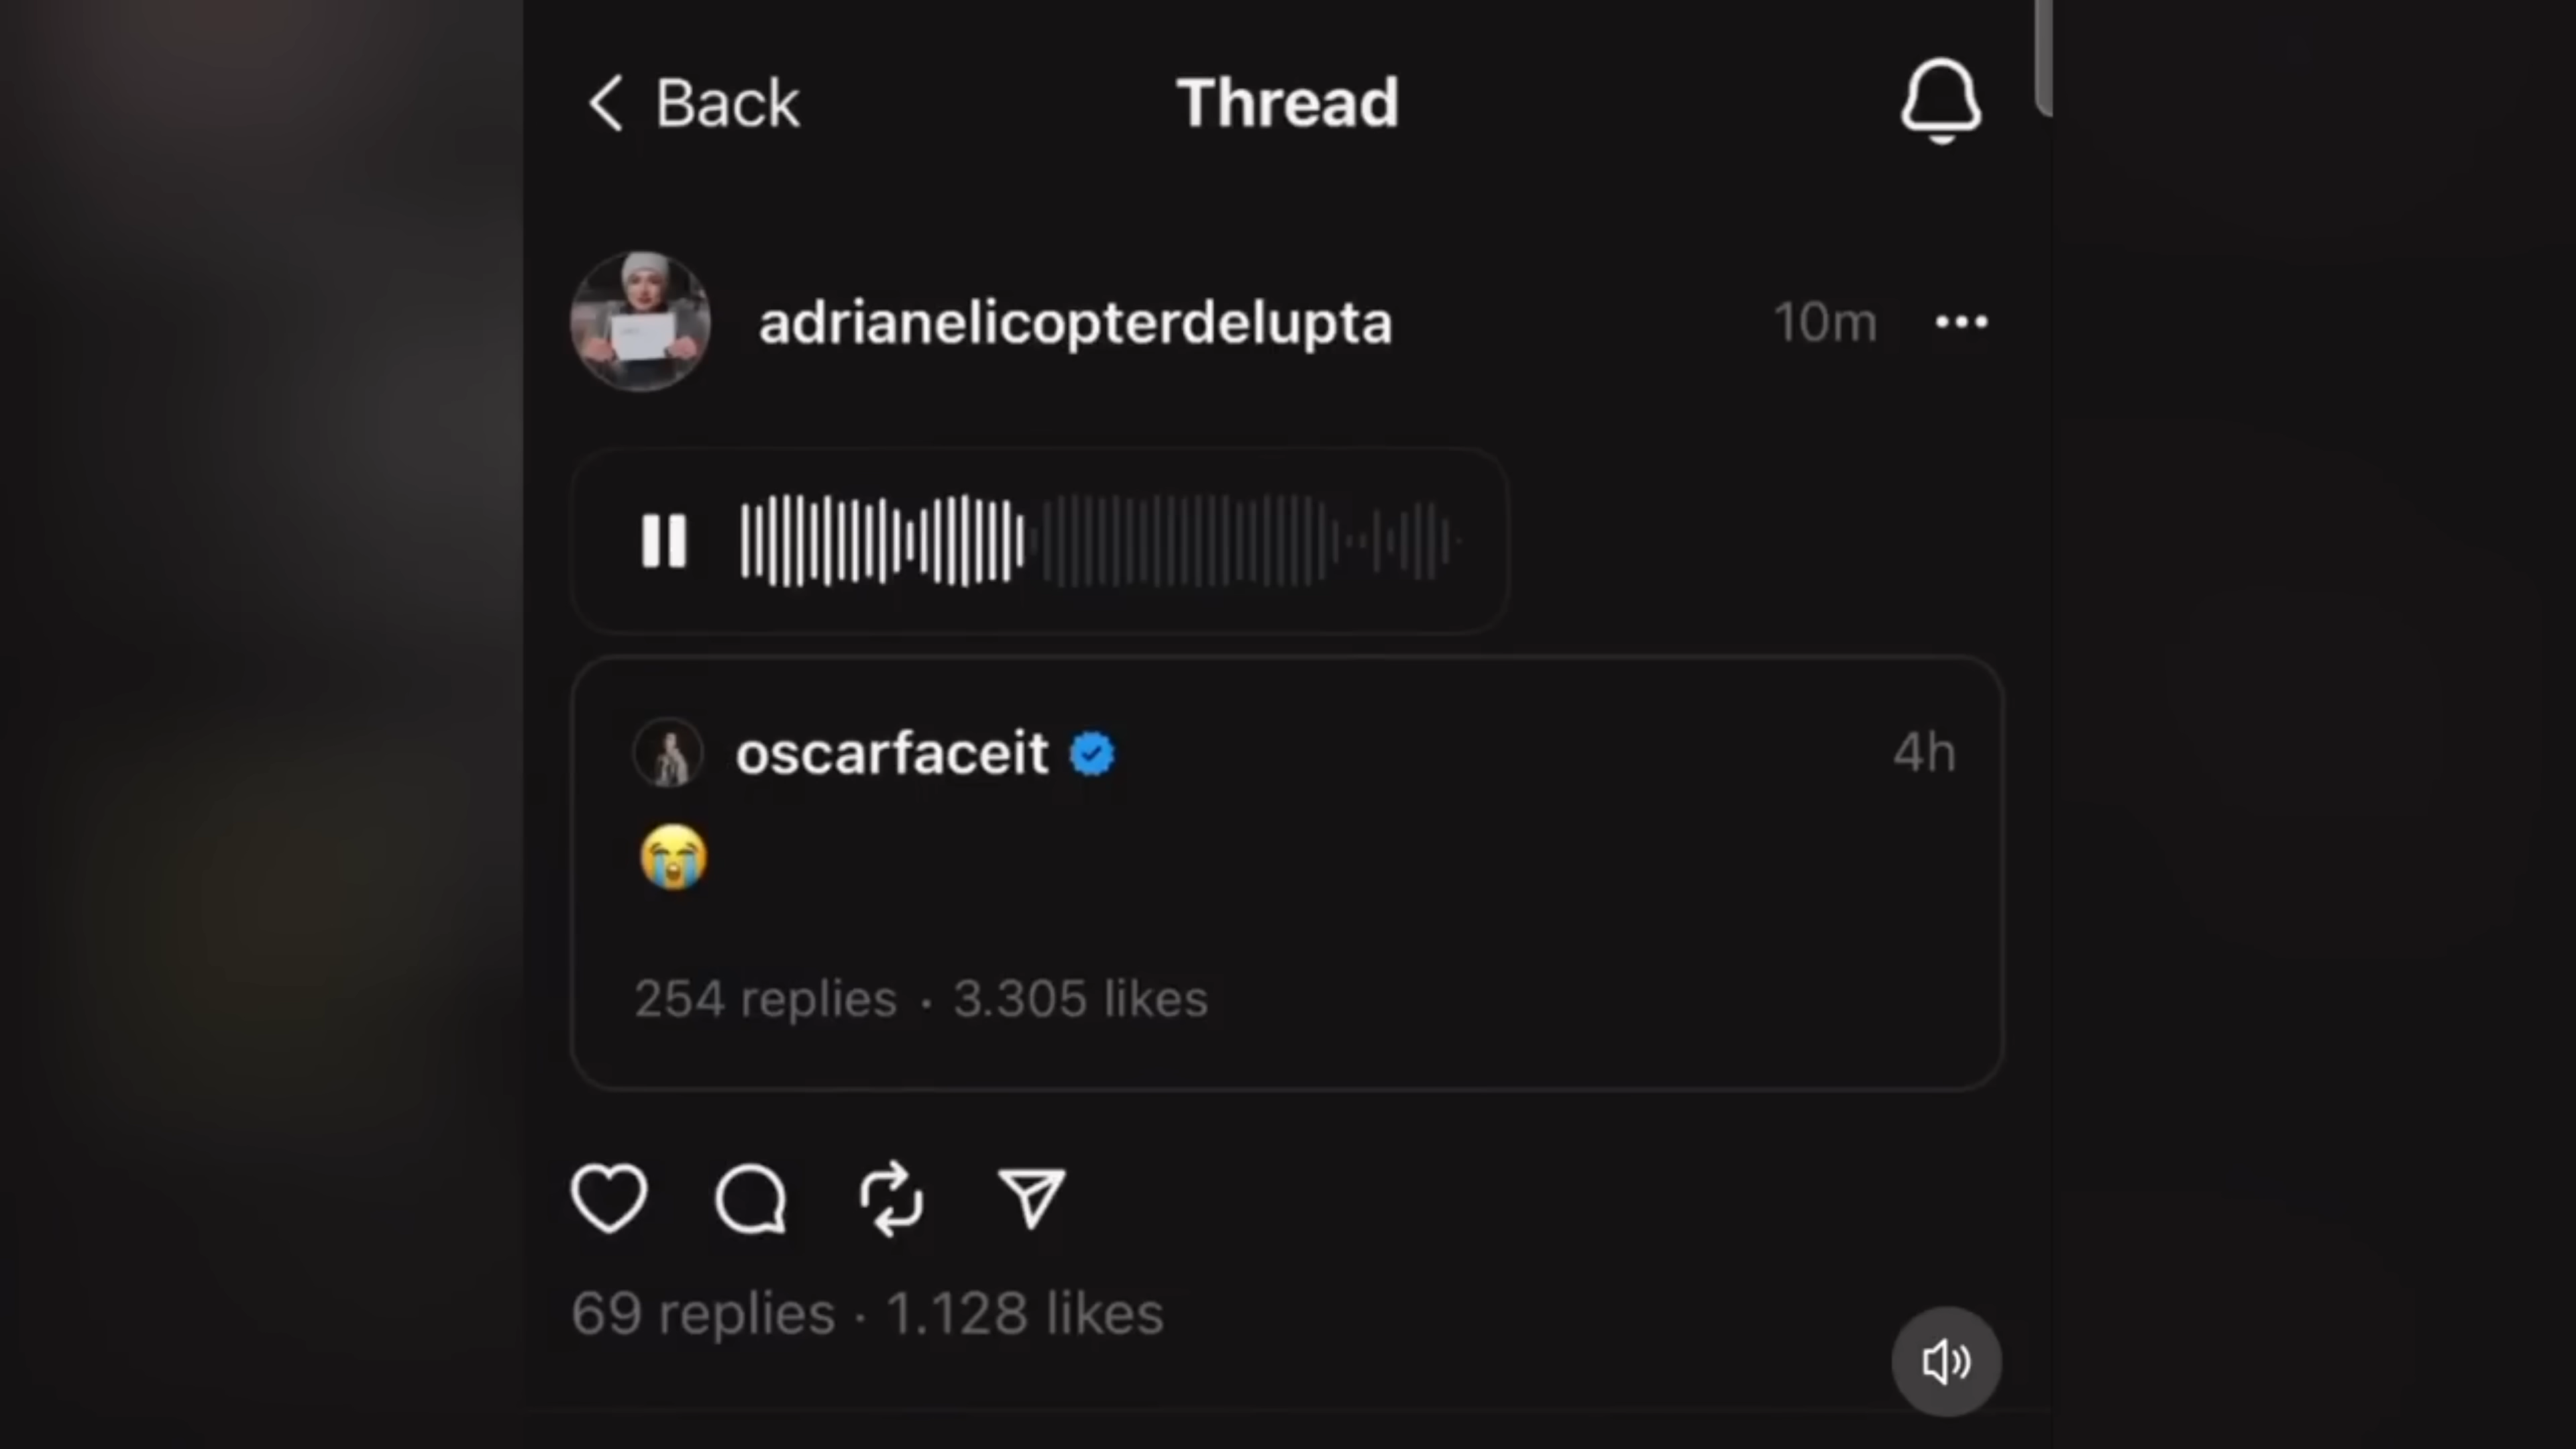 Back
Thread
adrianelicopterdelupta
10m
oscarfaceit
4h
😭
254 replies · 3.305 likes
69 replies · 1.128 likes